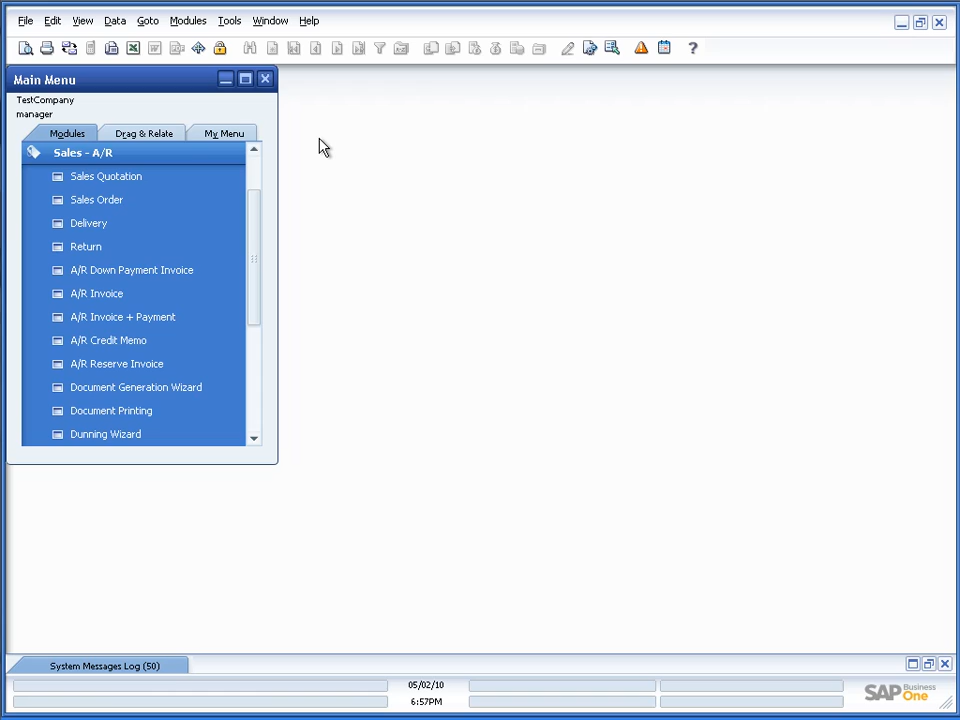 File Edit View Data Goto Modules Tools Window Help
Main Menu
TestCompany
manager
Modules Drag & Relate My Menu
Sales - A/R
Sales Quotation
Sales Order
Delivery
Return
A/R Down Payment Invoice
A/R Invoice
A/R Invoice + Payment
A/R Credit Memo
A/R Reserve Invoice
Document Generation Wizard
Document Printing
Dunning Wizard
System Messages Log (50)
05/02/10
6:57PM
SAP Business One